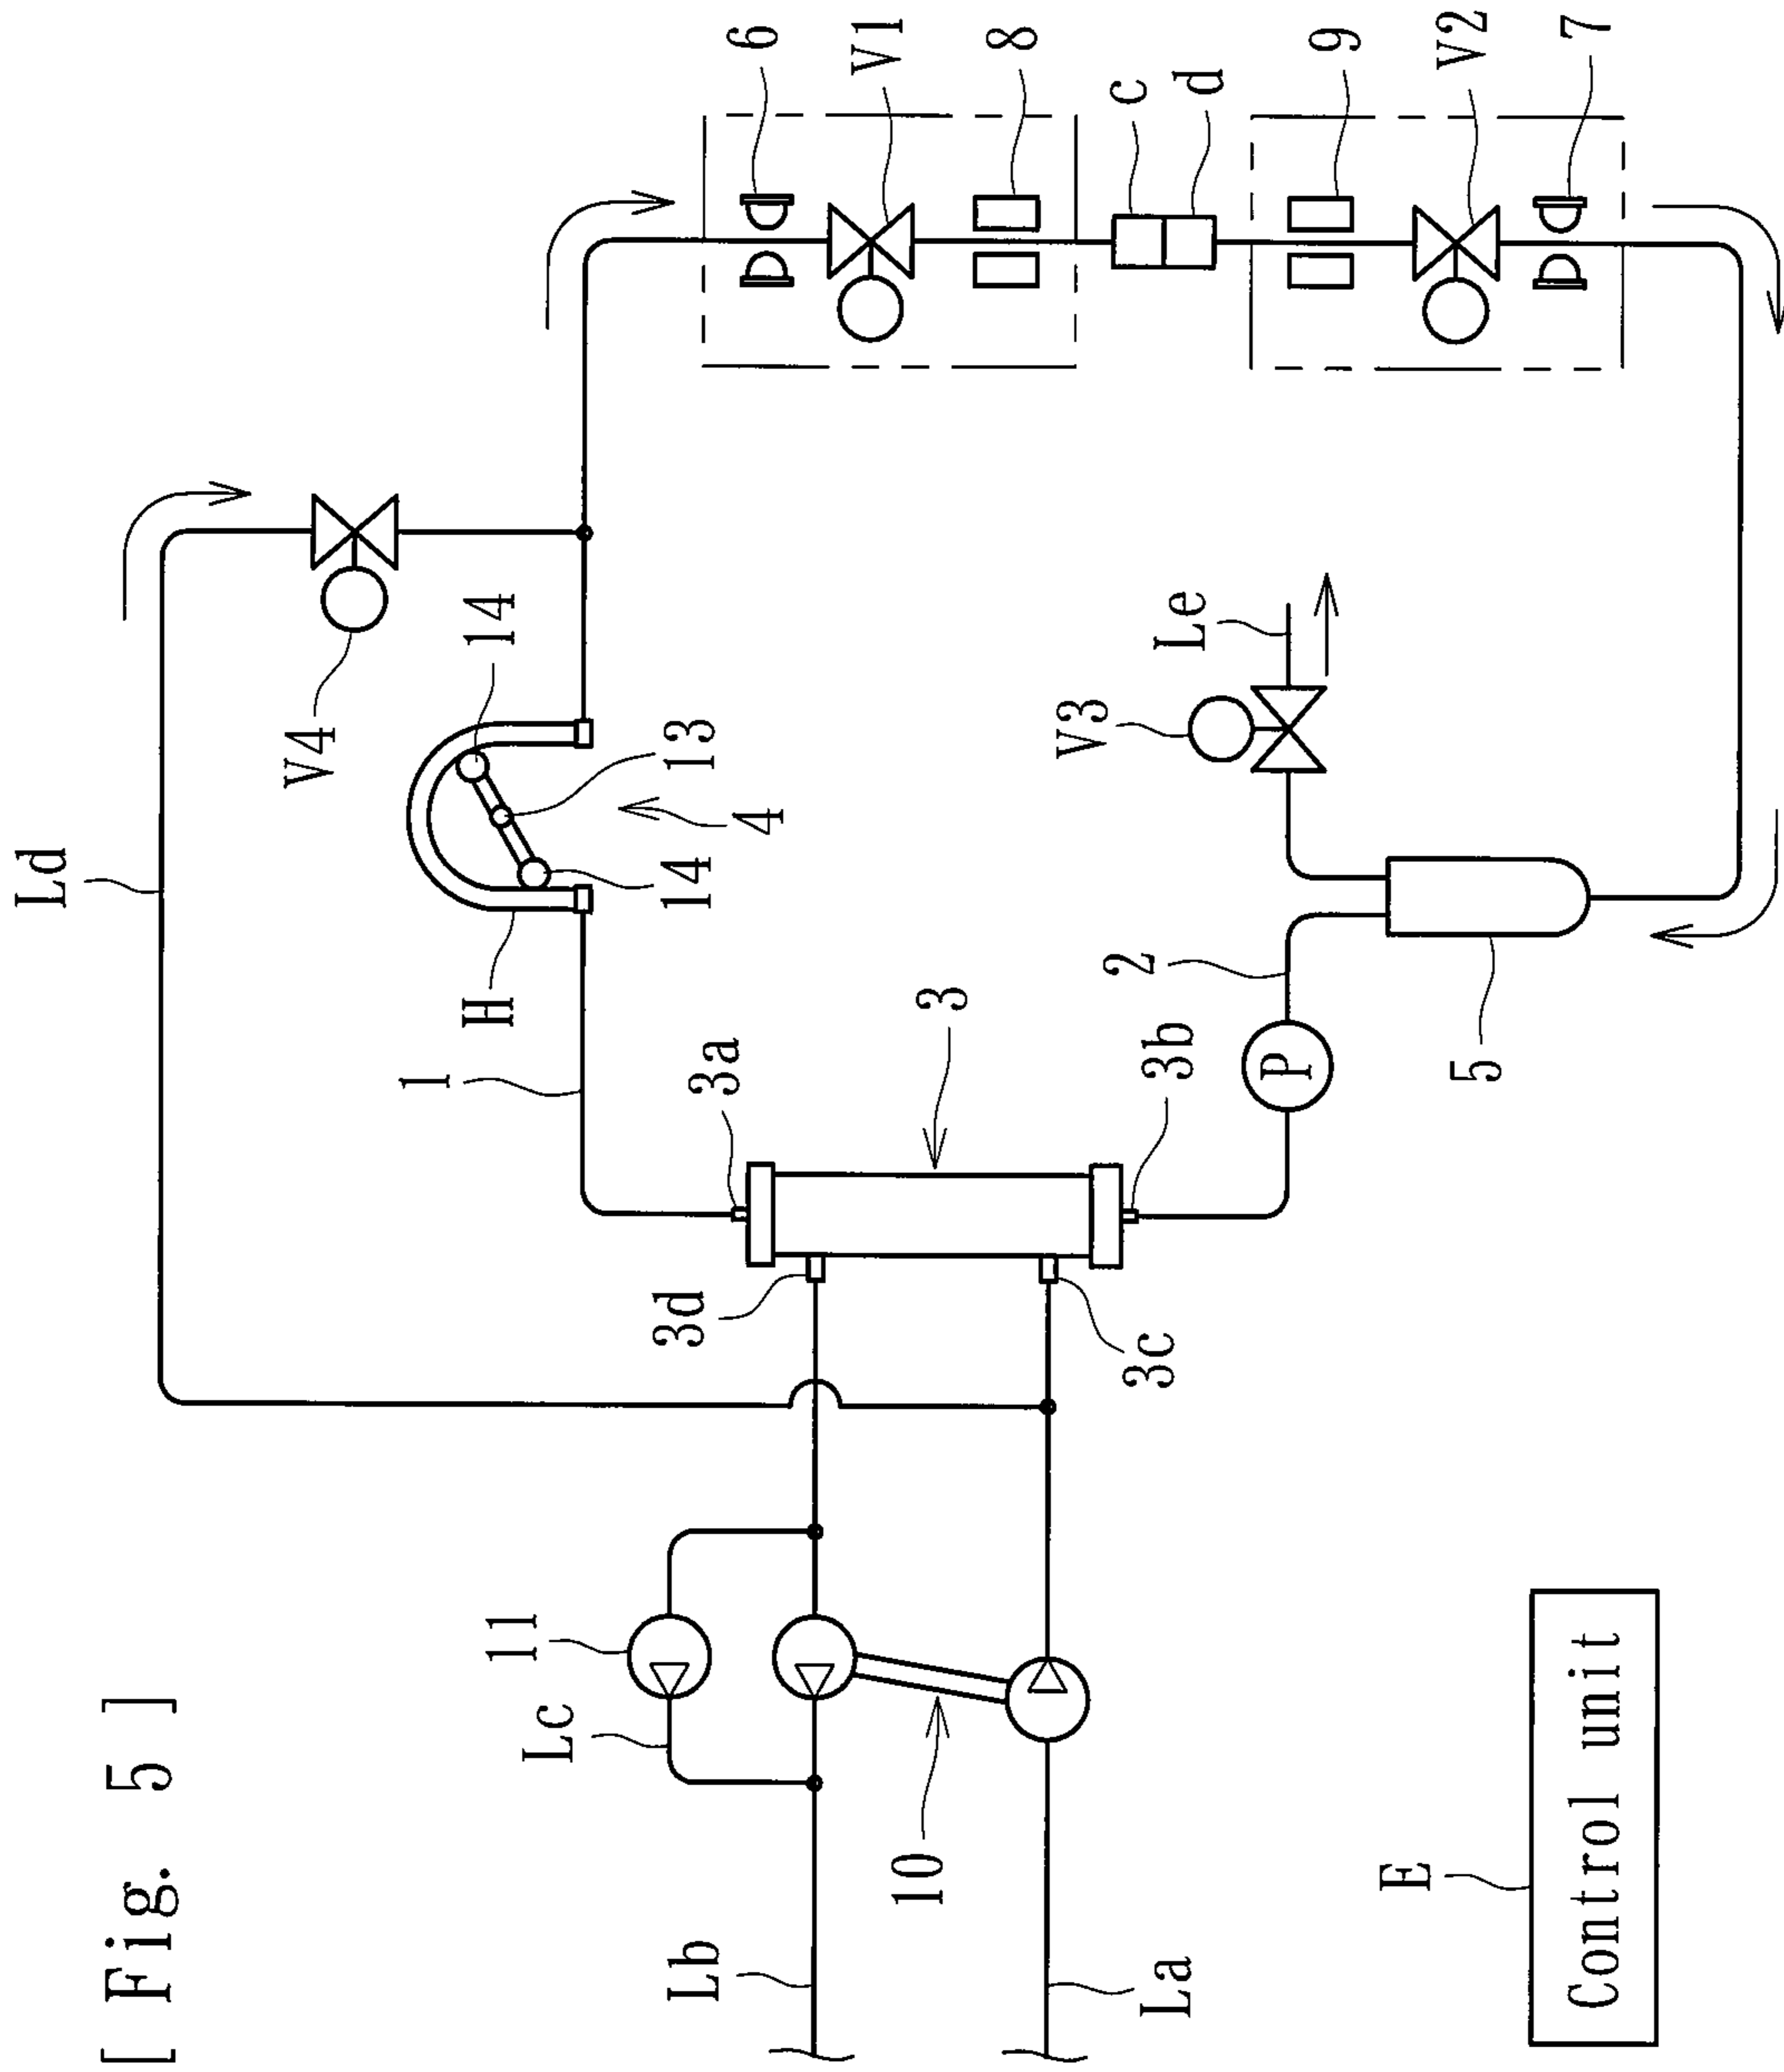 [ Fig. 5 ]
Ld
V4
14
H
13
14
4
1
6
V1
8
c
d
9
V2
7
3a
3
3b
3d
3c
2
P
5
V3
Le
11
Lc
10
Lb
La
E
Control unit